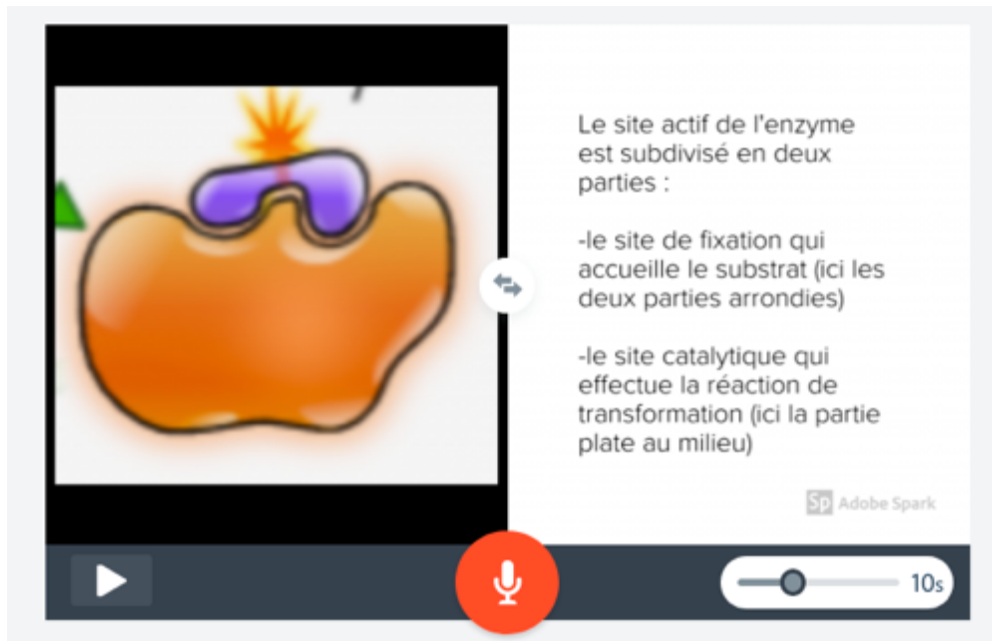 Le site actif de l'enzyme
est subdivisé en deux
parties :
-le site de fixation qui
accueille le substrat (ici les
deux parties arrondies)
-le site catalytique qui
effectue la réaction de
transformation (ici la partie
plate au milieu)
Sp Adobe Spark
10s